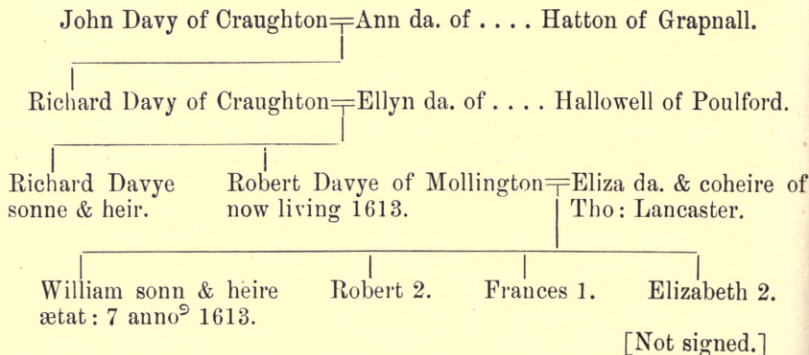 John Davy of Craughton=Ann da. of .... Hatton of Grapnall.
Richard Davy of Craughton=Ellyn da. of .... Hallowell of Poulford.
Richard Davye sonne & heir.
Robert Davye of Mollington=Eliza da. & coheire of
now living 1613. Tho: Lancaster.
William sonn & heire
ætat: 7 anno⁹ 1613.
Robert 2.
Frances 1.
Elizabeth 2.
[Not signed.]